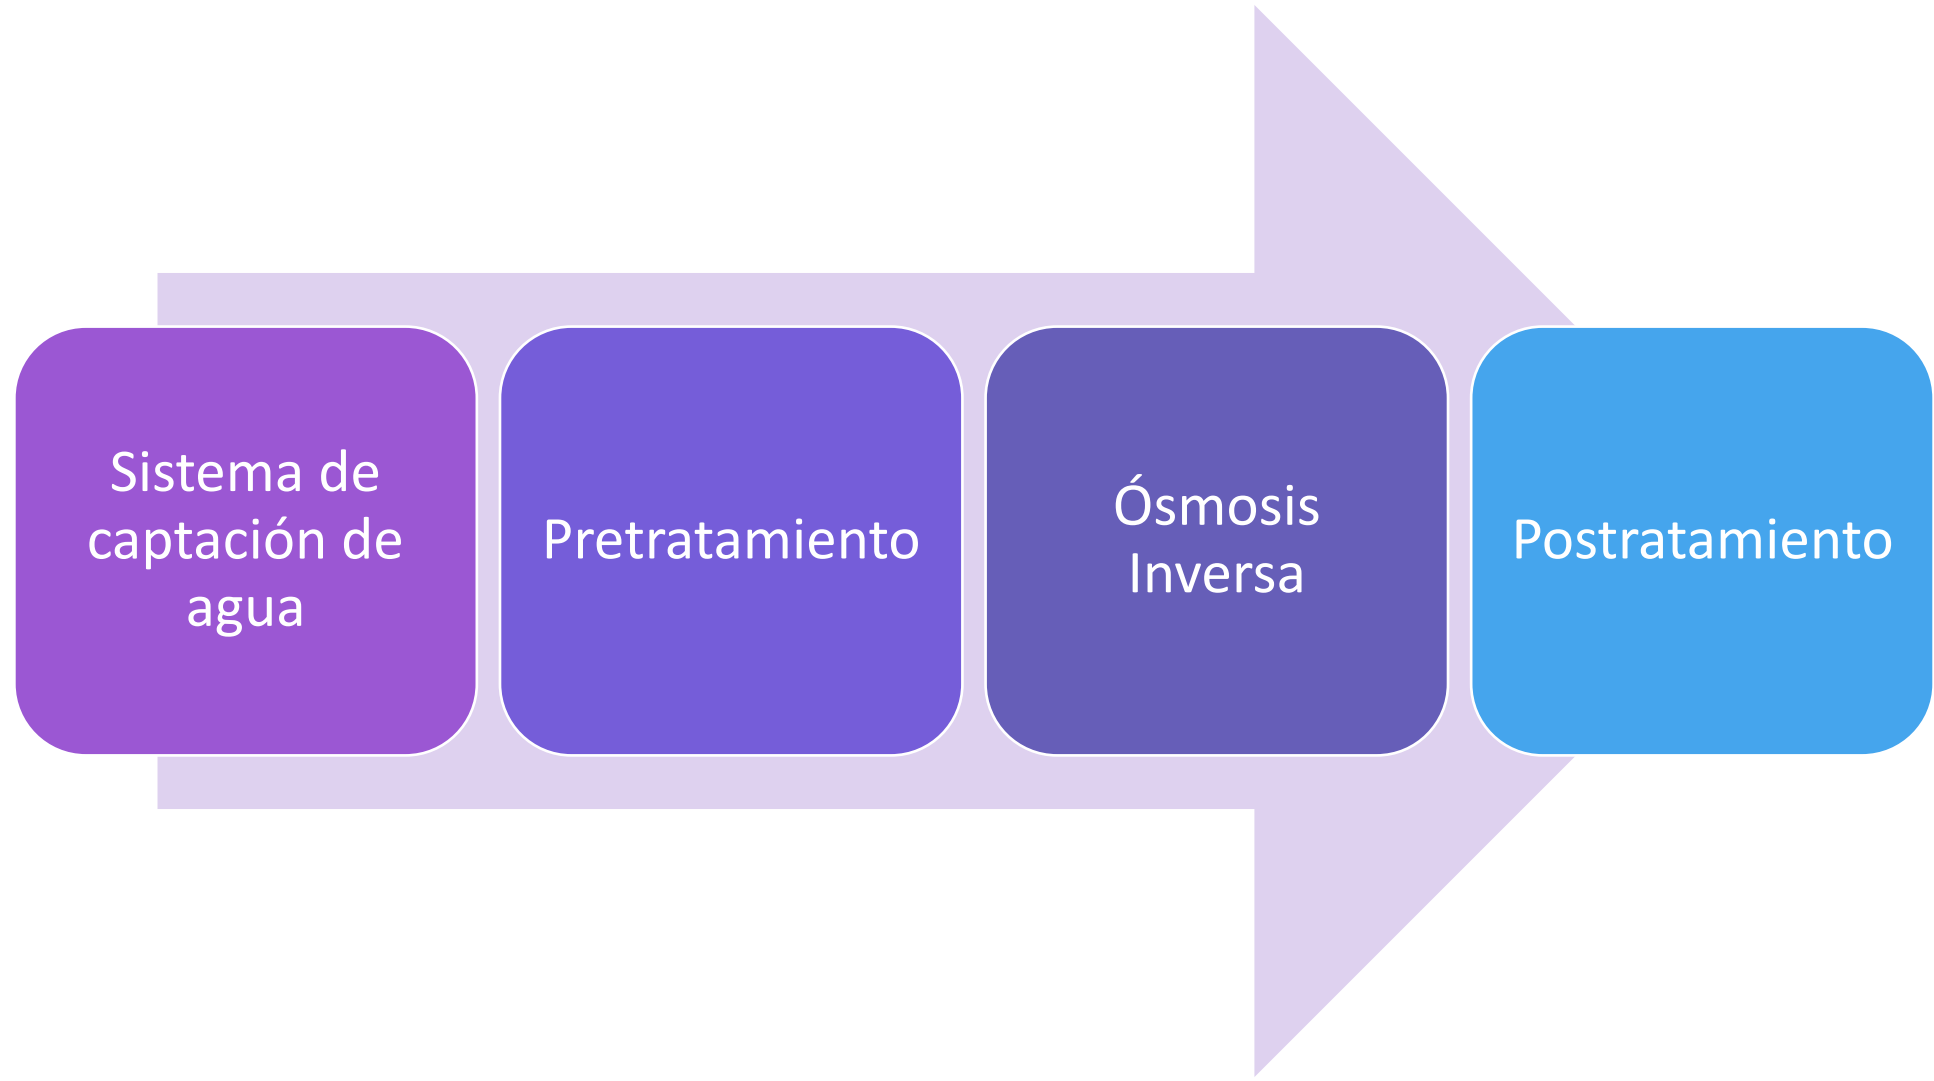 Sistema de
captación de
agua
Pretratamiento
Ósmosis
Inversa
Postratamiento